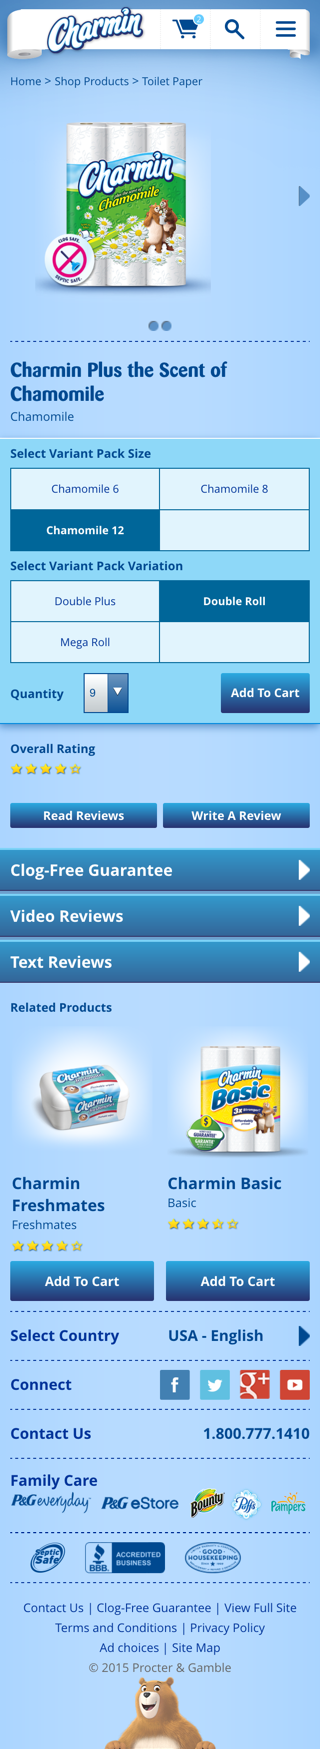 Charmin
2
Home > Shop Products > Toilet Paper
Charmin
Chamomile
CLOG SAFE.
SEPTIC SAFE.
Charmin Plus the Scent of
Chamomile
Chamomile
Select Variant Pack Size
Chamomile 6
Chamomile 8
Chamomile 12
Select Variant Pack Variation
Double Plus
Double Roll
Mega Roll
Quantity
9
Add To Cart
Overall Rating
Read Reviews
Write A Review
Clog-Free Guarantee
Video Reviews
Text Reviews
Related Products
Charmin
Charmin
Charmin
Basic
Charmin
Freshmates
Freshmates
Charmin Basic
Basic
Add To Cart
Add To Cart
Select Country
USA - English
Connect
f
g+
Contact Us
1.800.777.1410
Family Care
P&G everyday
P&G eStore
Bounty
Puffs
Pampers
Septic
Safe
BBB.
ACCREDITED
BUSINESS
GOOD
HOUSEKEEPING
Contact Us | Clog-Free Guarantee | View Full Site
Terms and Conditions | Privacy Policy
Ad choices | Site Map
© 2015 Procter & Gamble